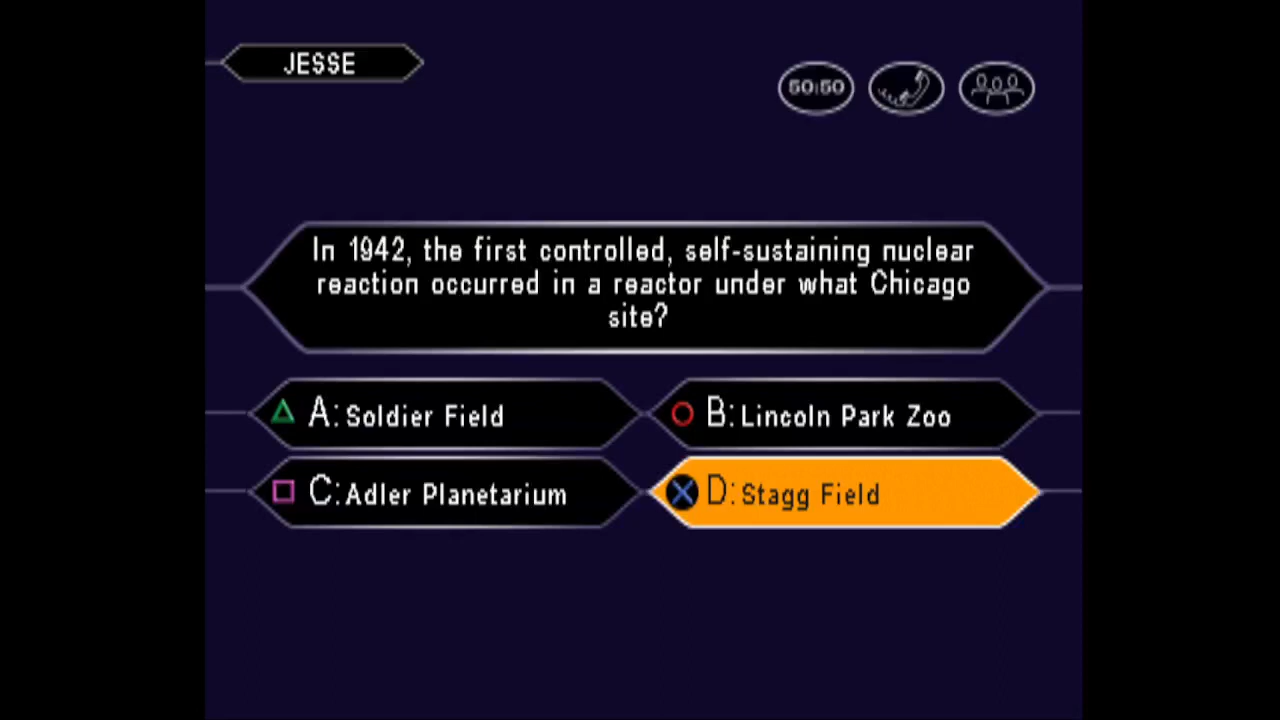 JESSE
50:50
In 1942, the first controlled, self-sustaining nuclear
reaction occurred in a reactor under what Chicago
site?
A: Soldier Field
B: Lincoln Park Zoo
C: Adler Planetarium
D: Stagg Field